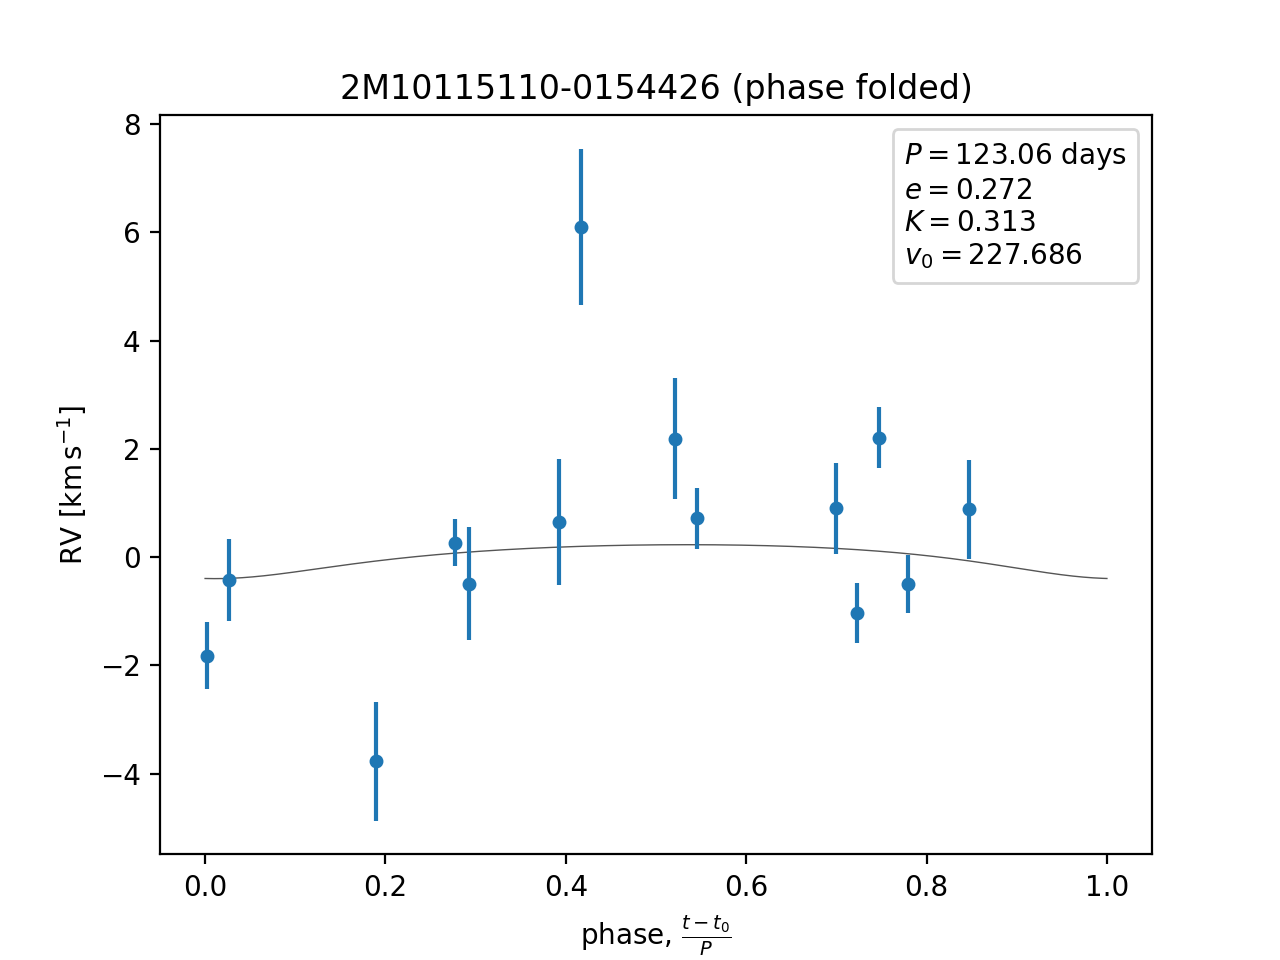 2M10115110-0154426 (phase folded)
P = 123.06 days
e = 0.272
K = 0.313
v₀ = 227.686
8
6
4
2
0
−2
−4
RV [km s⁻¹]
0.0 0.2 0.4 0.6 0.8 1.0
phase, (t − t₀)/P